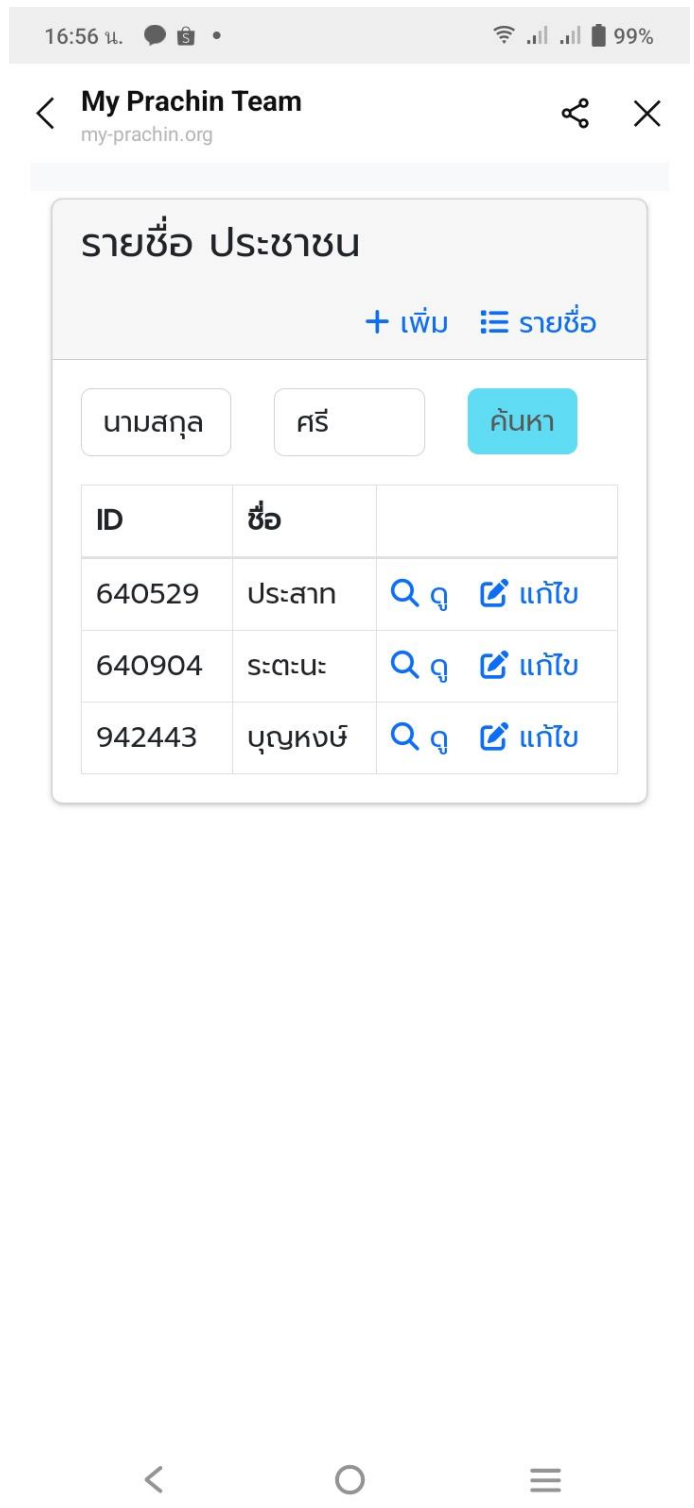 16:56 น. 99%
My Prachin Team
my-prachin.org
รายชื่อ ประชาชน
เพิ่ม รายชื่อ
นามสกุล ศรี ค้นหา
ID ชื่อ
640529 ประสาท ดู แก้ไข
640904 ระตะนะ ดู แก้ไข
942443 บุญหงษ์ ดู แก้ไข